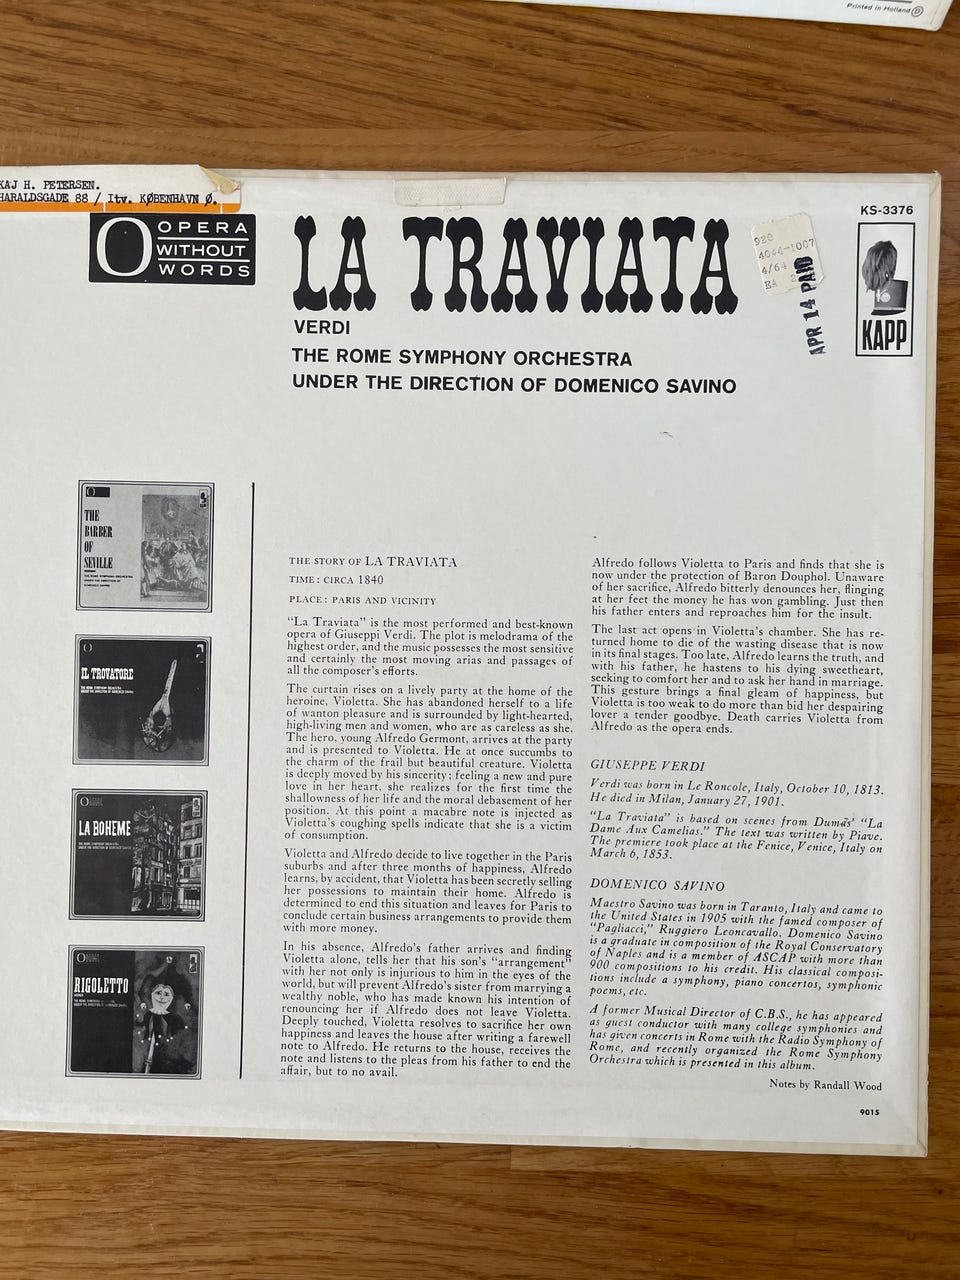 Printed in Holland
KAJ H. PETERSEN.
HARALDSGADE 88 / Itv. KØBENHAVN Ø.
O OPERA
WITHOUT
WORDS
LA TRAVIATA
VERDI
THE ROME SYMPHONY ORCHESTRA
UNDER THE DIRECTION OF DOMENICO SAVINO
920
4/64
APR 14 PAID
KS-3376
KAPP
THE
BARBER
OF
SEVILLE
IL TROVATORE
LA BOHEME
RIGOLETTO
THE STORY OF LA TRAVIATA
TIME: CIRCA 1840
PLACE: PARIS AND VICINITY
"La Traviata" is the most performed and best-known
opera of Giuseppi Verdi. The plot is melodrama of the
highest order, and the music possesses the most sensitive
and certainly the most moving arias and passages of
all the composer's efforts.
The curtain rises on a lively party at the home of the
heroine, Violetta. She has abandoned herself to a life
of wanton pleasure and is surrounded by light-hearted,
high-living men and women, who are as careless as she.
The hero, young Alfredo Germont, arrives at the party
and is presented to Violetta. He at once succumbs to
the charm of the frail but beautiful creature. Violetta
is deeply moved by his sincerity; feeling a new and pure
love in her heart, she realizes for the first time the
shallowness of her life and the moral debasement of her
position. At this point a macabre note is injected as
Violetta's coughing spells indicate that she is a victim
of consumption.
Violetta and Alfredo decide to live together in the Paris
suburbs and after three months of happiness, Alfredo
learns, by accident, that Violetta has been secretly selling
her possessions to maintain their home. Alfredo is
determined to end this situation and leaves for Paris to
conclude certain business arrangements to provide them
with more money.
In his absence, Alfredo's father arrives and finding
Violetta alone, tells her that his son's "arrangement"
with her not only is injurious to him in the eyes of the
world, but will prevent Alfredo's sister from marrying a
wealthy noble, who has made known his intention of
renouncing her if Alfredo does not leave Violetta.
Deeply touched, Violetta resolves to sacrifice her own
happiness and leaves the house after writing a farewell
note to Alfredo. He returns to the house, receives the
note and listens to the pleas from his father to end the
affair, but to no avail.
Alfredo follows Violetta to Paris and finds that she is
now under the protection of Baron Douphol. Unaware
of her sacrifice, Alfredo bitterly denounces her, flinging
at her feet the money he has won gambling. Just then
his father enters and reproaches him for the insult.
The last act opens in Violetta's chamber. She has re-
turned home to die of the wasting disease that is now
in its final stages. Too late, Alfredo learns the truth, and
with his father, he hastens to his dying sweetheart,
seeking to comfort her and to ask her hand in marriage.
This gesture brings a final gleam of happiness, but
Violetta is too weak to do more than bid her despairing
lover a tender goodbye. Death carries Violetta from
Alfredo as the opera ends.
GIUSEPPE VERDI
Verdi was born in Le Roncole, Italy, October 10, 1813.
He died in Milan, January 27, 1901.
"La Traviata" is based on scenes from Dumas' "La
Dame Aux Camelias." The text was written by Piave.
The premiere took place at the Fenice, Venice, Italy on
March 6, 1853.
DOMENICO SAVINO
Maestro Savino was born in Taranto, Italy and came to
the United States in 1905 with the famed composer of
"Pagliacci," Ruggiero Leoncavallo. Domenico Savino
is a graduate in composition of the Royal Conservatory
of Naples and is a member of ASCAP with more than
900 compositions to his credit. His classical composi-
tions include a symphony, piano concertos, symphonic
poems, etc.
A former Musical Director of C.B.S., he has appeared
as guest conductor with many college symphonies and
has given concerts in Rome with the Radio Symphony of
Rome, and recently organized the Rome Symphony
Orchestra which is presented in this album.
Notes by Randall Wood
9015